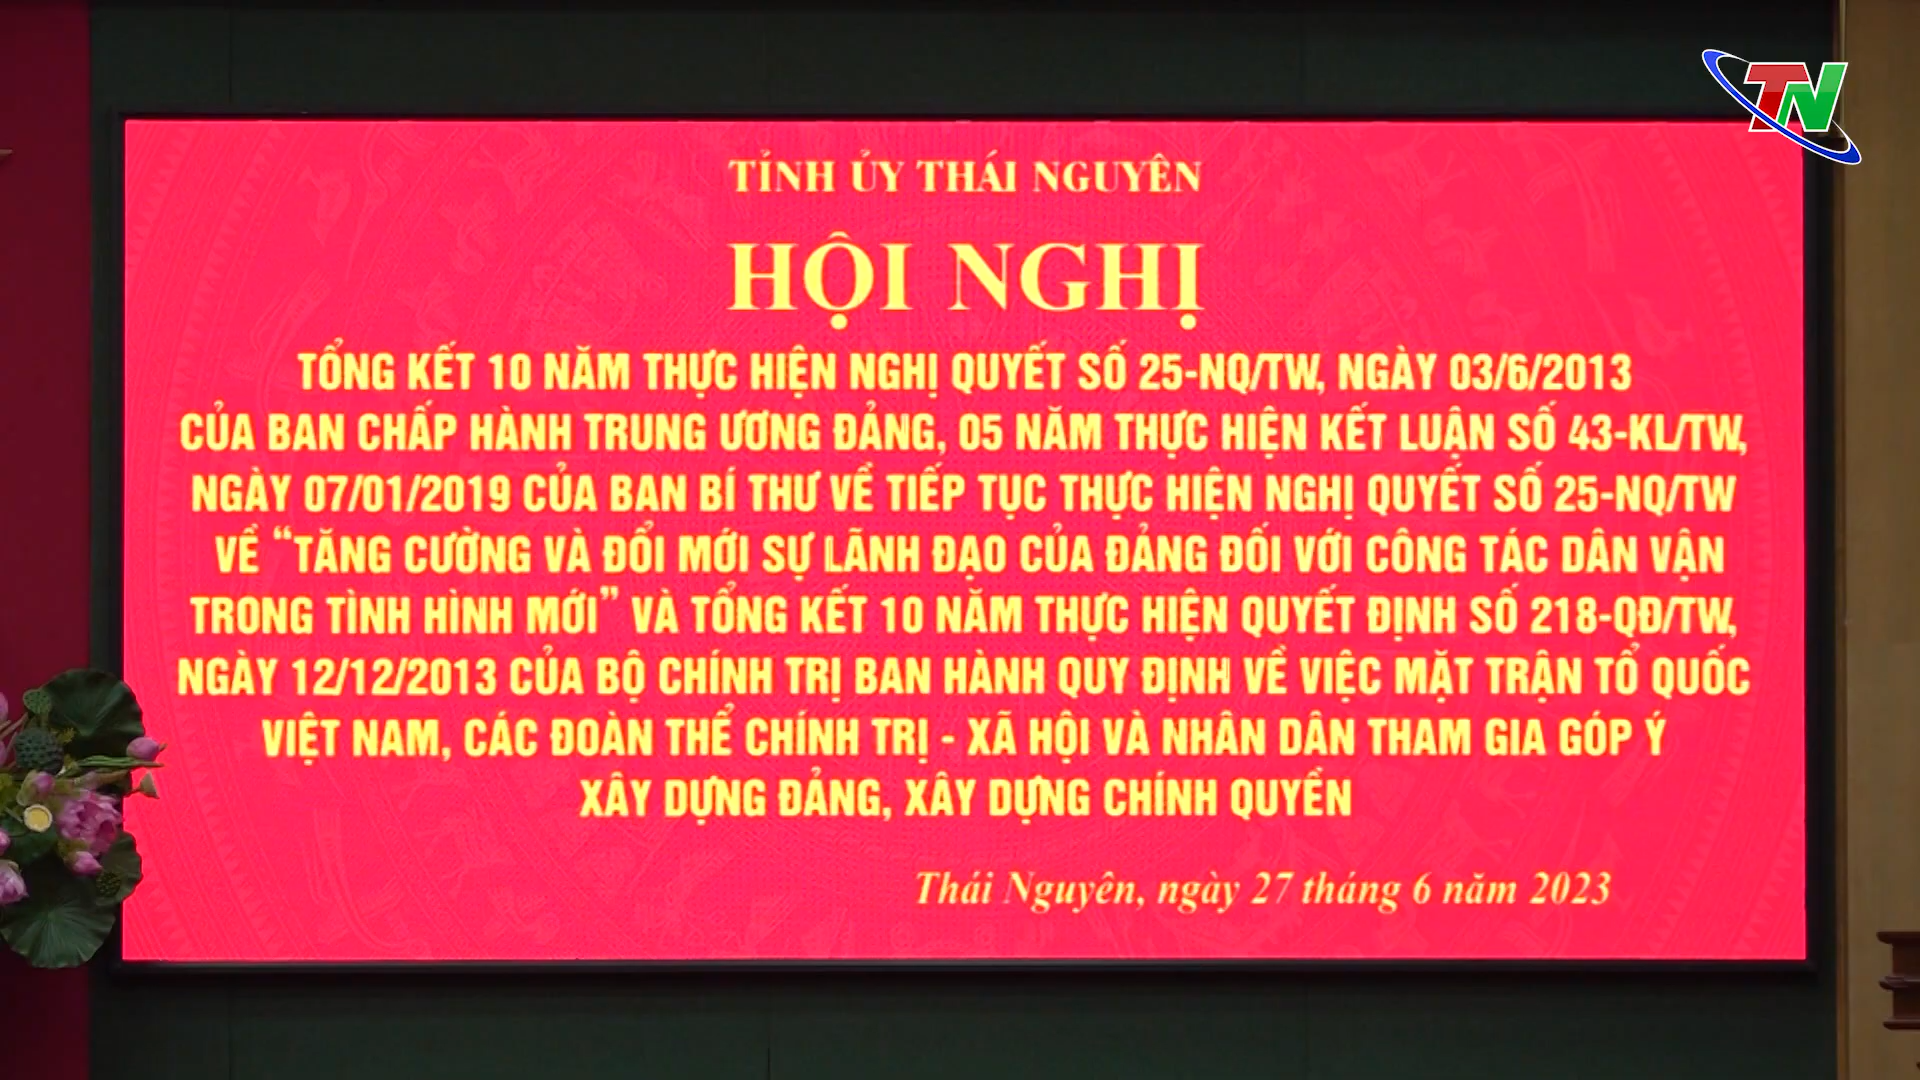 TN
TỈNH ỦY THÁI NGUYÊN
HỘI NGHỊ
TỔNG KẾT 10 NĂM THỰC HIỆN NGHỊ QUYẾT SỐ 25-NQ/TW, NGÀY 03/6/2013
CỦA BAN CHẤP HÀNH TRUNG ƯƠNG ĐẢNG, 05 NĂM THỰC HIỆN KẾT LUẬN SỐ 43-KL/TW,
NGÀY 07/01/2019 CỦA BAN BÍ THƯ VỀ TIẾP TỤC THỰC HIỆN NGHỊ QUYẾT SỐ 25-NQ/TW
VỀ “TĂNG CƯỜNG VÀ ĐỔI MỚI SỰ LÃNH ĐẠO CỦA ĐẢNG ĐỐI VỚI CÔNG TÁC DÂN VẬN
TRONG TÌNH HÌNH MỚI” VÀ TỔNG KẾT 10 NĂM THỰC HIỆN QUYẾT ĐỊNH SỐ 218-QĐ/TW,
NGÀY 12/12/2013 CỦA BỘ CHÍNH TRỊ BAN HÀNH QUY ĐỊNH VỀ VIỆC MẶT TRẬN TỔ QUỐC
VIỆT NAM, CÁC ĐOÀN THỂ CHÍNH TRỊ - XÃ HỘI VÀ NHÂN DÂN THAM GIA GÓP Ý
XÂY DỰNG ĐẢNG, XÂY DỰNG CHÍNH QUYỀN
Thái Nguyên, ngày 27 tháng 6 năm 2023